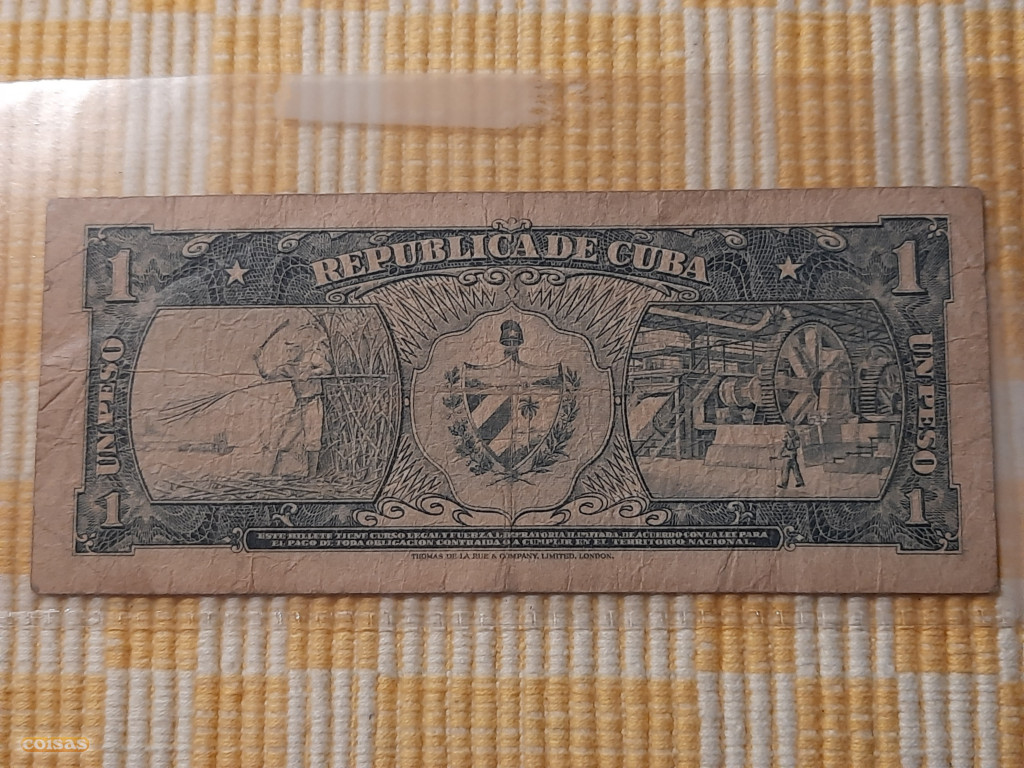 REPUBLICA DE CUBA
1
1
UN PESO
UN PESO
1
1
ESTE BILLETE TIENE CURSO LEGAL Y FUERZA LIBERATORIA ILIMITADA, DE ACUERDO CON LA LEY, PARA
EL PAGO DE TODA OBLIGACION CONTRAIDA O A CUMPLIR EN EL TERRITORIO NACIONAL.
THOMAS DE LA RUE & COMPANY, LIMITED, LONDON.
coisas